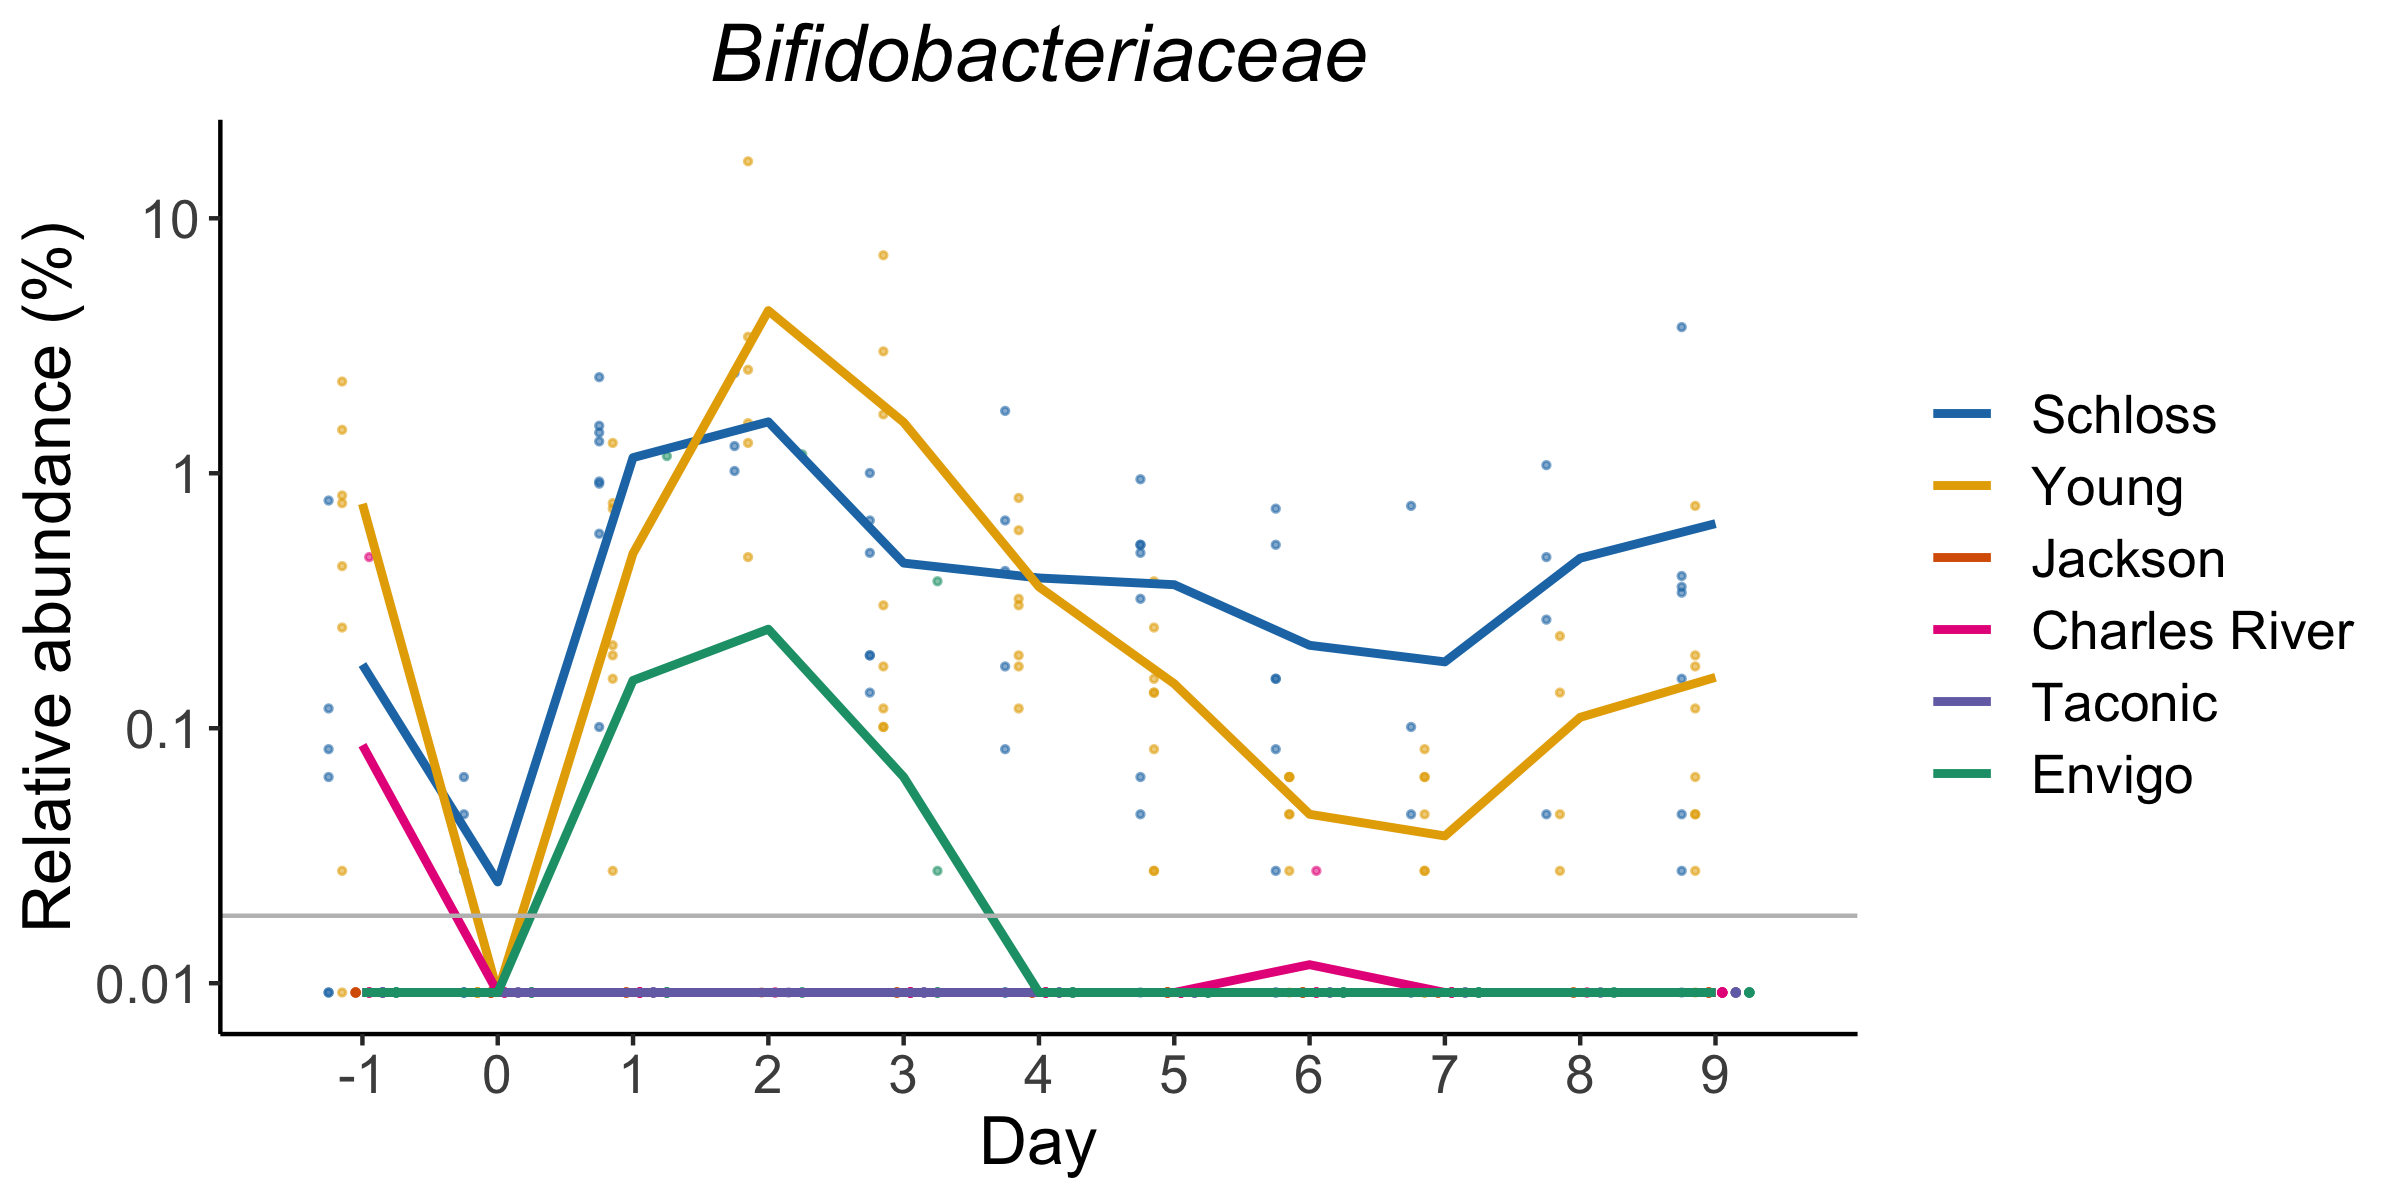 Bifidobacteriaceae
Relative abundance (%)
10
1
0.1
0.01
-1 0 1 2 3 4 5 6 7 8 9
Day
Schloss
Young
Jackson
Charles River
Taconic
Envigo